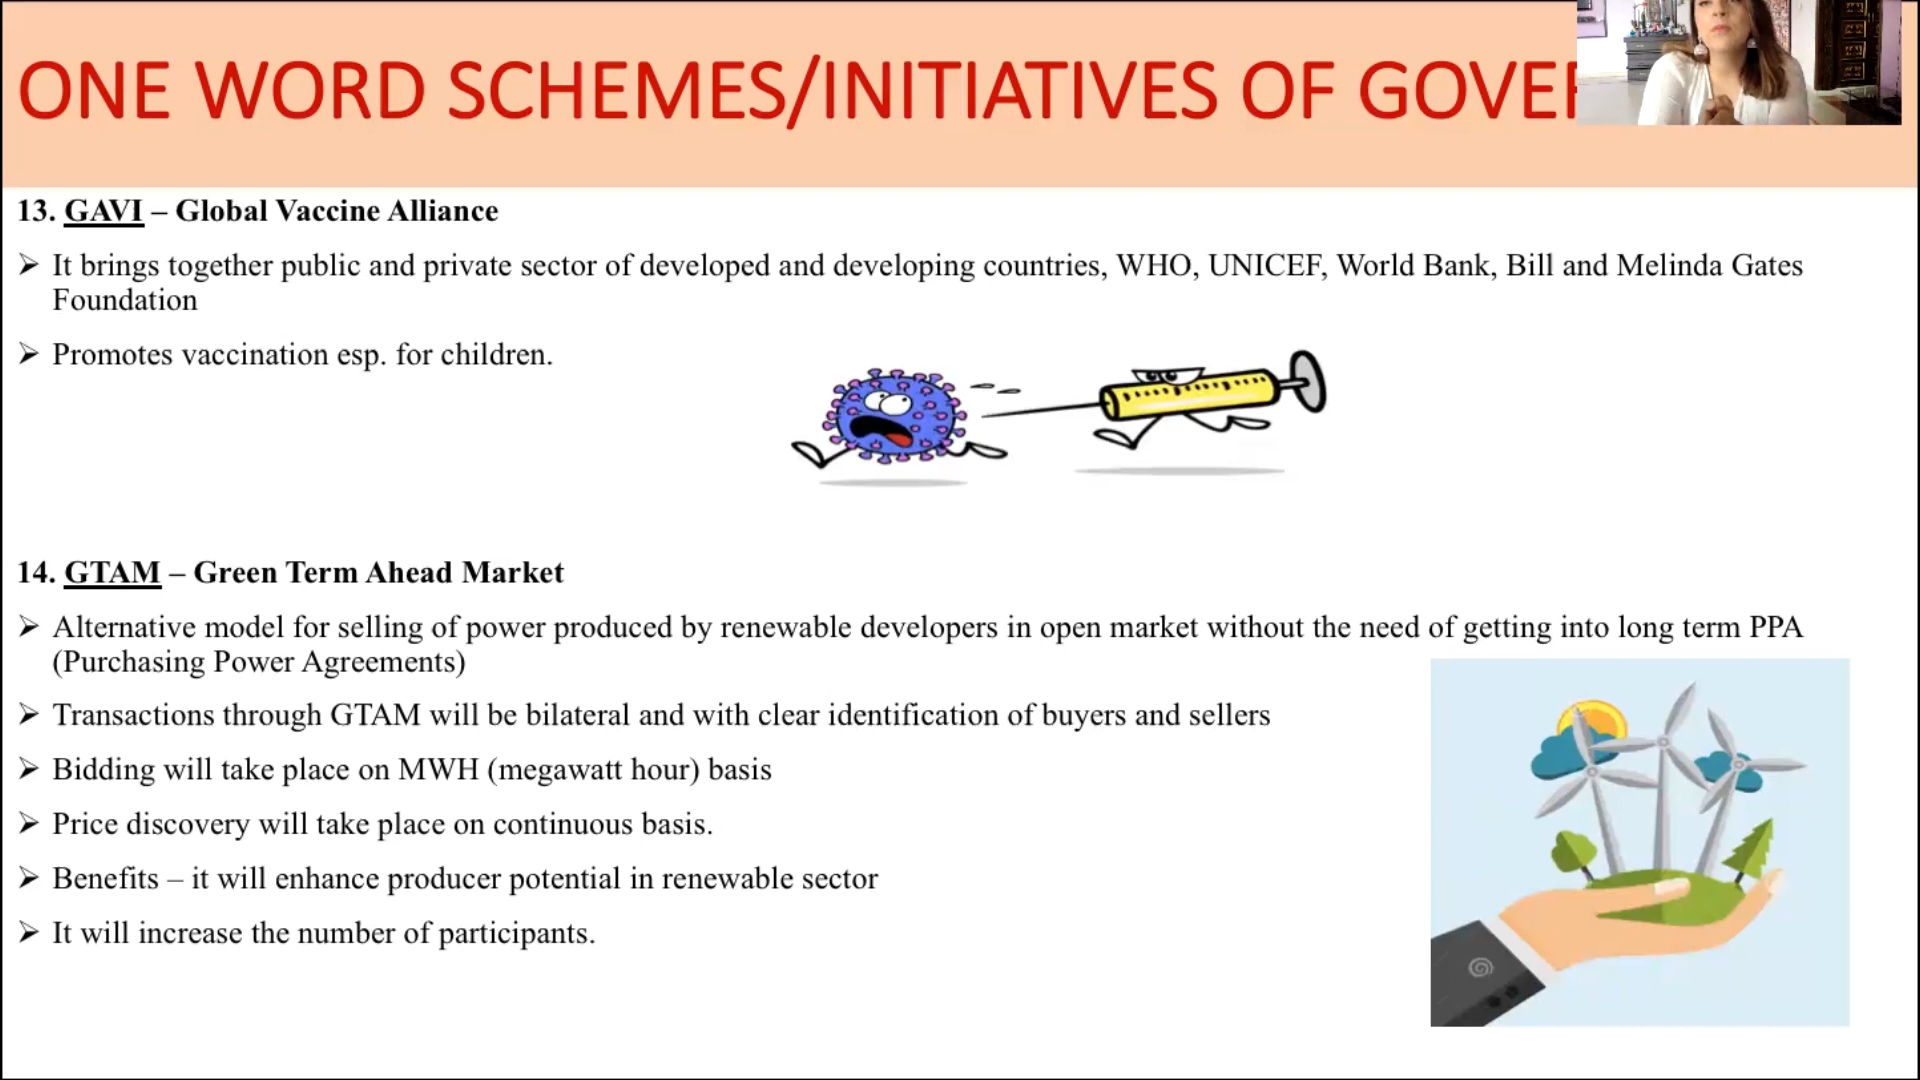 ONE WORD SCHEMES/INITIATIVES OF GOVER
13. GAVI – Global Vaccine Alliance
➢ It brings together public and private sector of developed and developing countries, WHO, UNICEF, World Bank, Bill and Melinda Gates
Foundation
➢ Promotes vaccination esp. for children.
14. GTAM – Green Term Ahead Market
➢ Alternative model for selling of power produced by renewable developers in open market without the need of getting into long term PPA
(Purchasing Power Agreements)
➢ Transactions through GTAM will be bilateral and with clear identification of buyers and sellers
➢ Bidding will take place on MWH (megawatt hour) basis
➢ Price discovery will take place on continuous basis.
➢ Benefits – it will enhance producer potential in renewable sector
➢ It will increase the number of participants.